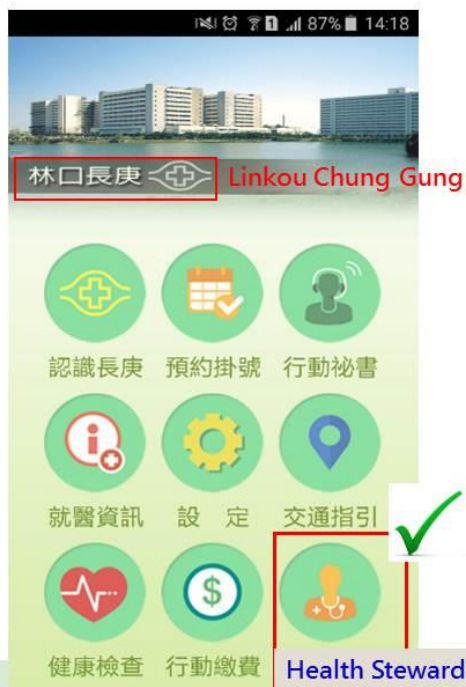 87% 14:18
林口長庚 Linkou Chung Gung
認識長庚 預約掛號 行動祕書
就醫資訊 設 定 交通指引
健康檢查 行動繳費 Health Steward